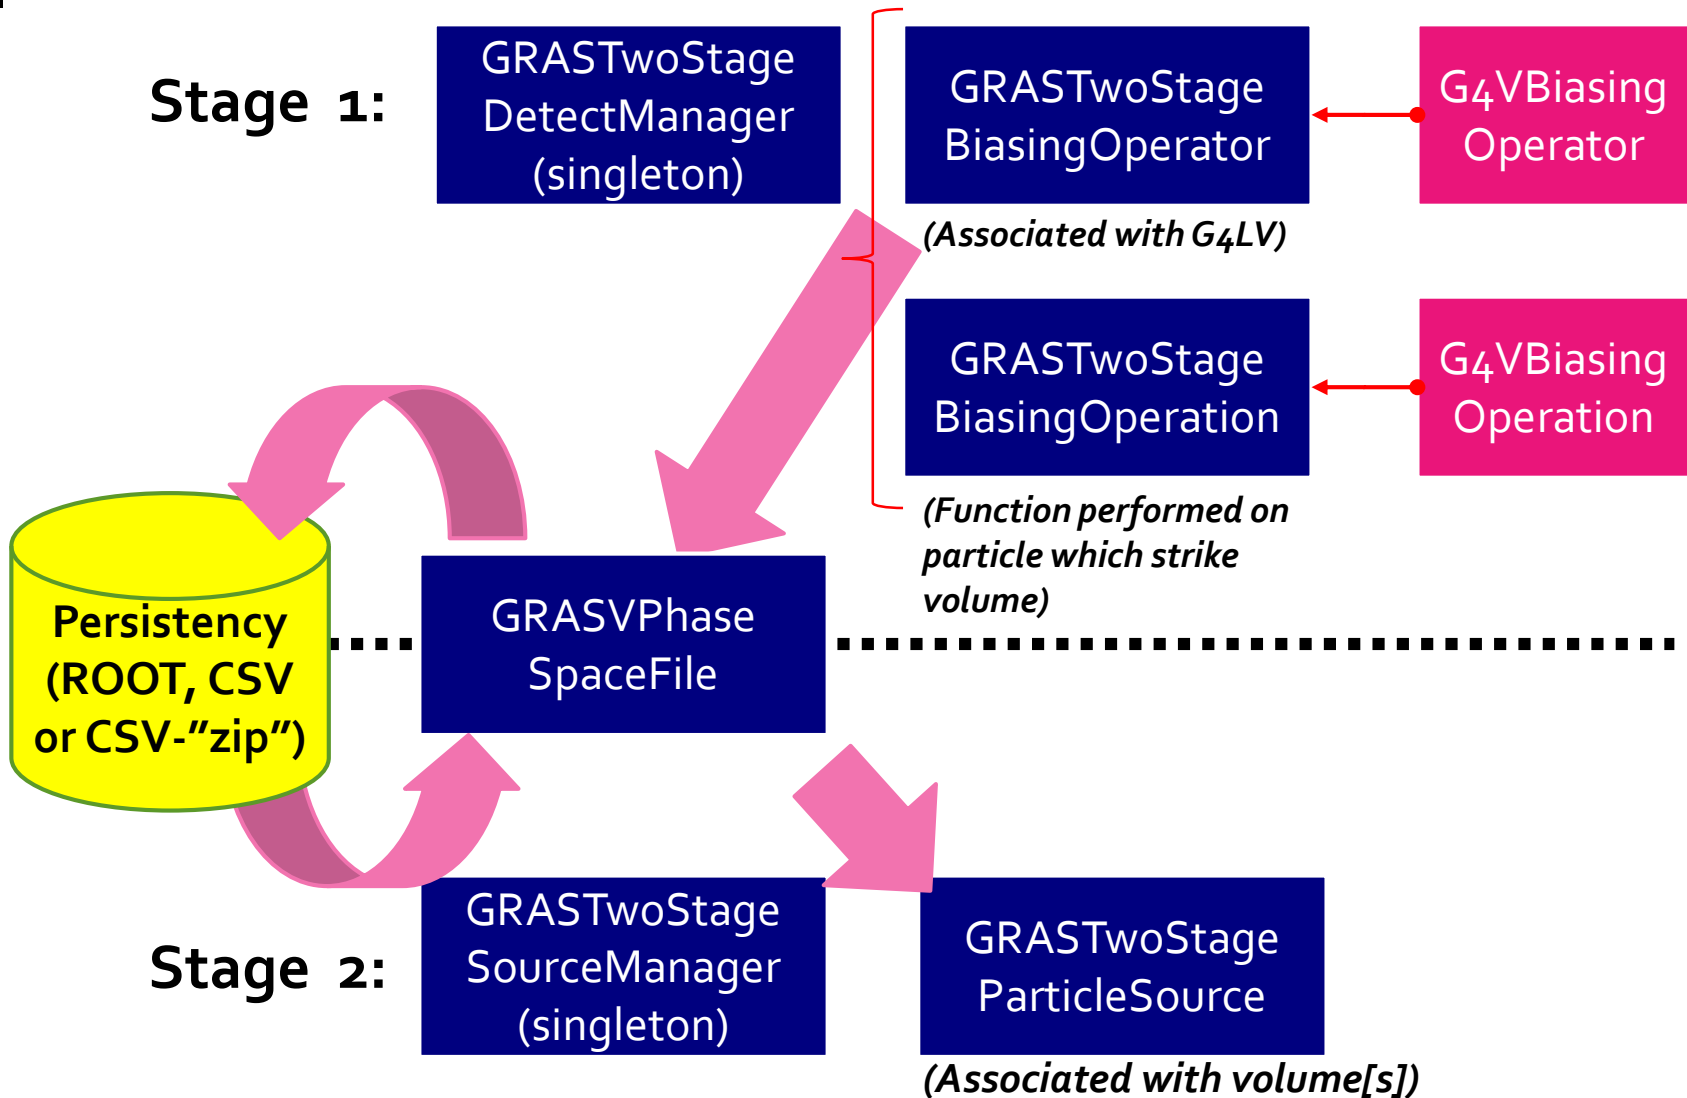 Stage 1:
GRASTwoStage
DetectManager
(singleton)
GRASTwoStage
BiasingOperator
G4VBiasing
Operator
(Associated with G4LV)
GRASTwoStage
BiasingOperation
G4VBiasing
Operation
(Function performed on
particle which strike
volume)
Persistency
(ROOT, CSV
or CSV-”zip”)
GRASVPhase
SpaceFile
Stage 2:
GRASTwoStage
SourceManager
(singleton)
GRASTwoStage
ParticleSource
(Associated with volume[s])